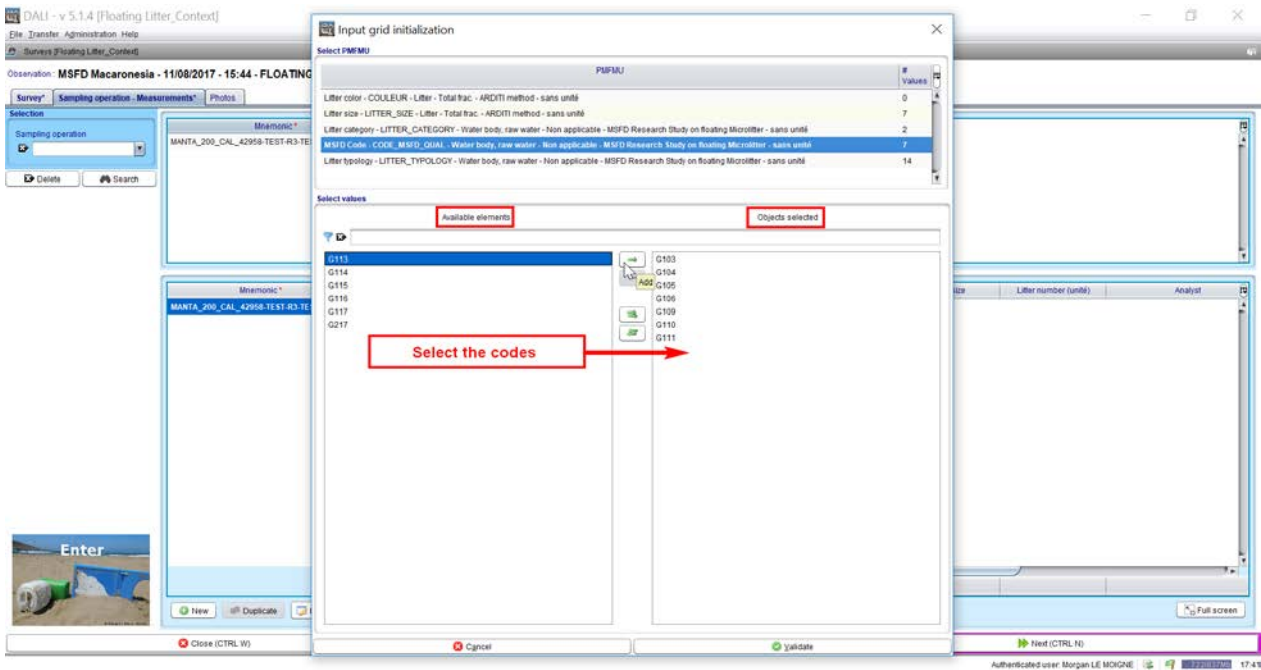 DALI - v 5.1.4 [Floating Litter_Context]
File Transfer Administration Help
Surveys [Floating Litter_Context]
Observation: MSFD Macaronesia - 11/08/2017 - 15:44 - FLOATING
Survey* Sampling operation - Measurements* Photos
Selection
Sampling operation
Delete Search
Mnemonic*
MANTA_200_CAL_42958-TEST-R3-TE
Mnemonic*
MANTA_200_CAL_42958-TEST-R3-TE
Input grid initialization
Select PMFMU
PMFMU # Values
Litter color - COULEUR - Litter - Total frac. - ARDITI method - sans unité 0
Litter size - LITTER_SIZE - Litter - Total frac. - ARDITI method - sans unité 7
Litter category - LITTER_CATEGORY - Water body, raw water - Non applicable - MSFD Research Study on floating Microlitter - sans unité 2
MSFD Code - CODE_MSFD_QUAL - Water body, raw water - Non applicable - MSFD Research Study on floating Microlitter - sans unité 7
Litter typology - LITTER_TYPOLOGY - Water body, raw water - Non applicable - MSFD Research Study on floating Microlitter - sans unité 14
Select values
Available elements Objects selected
G113
G114
G115
G116
G117
G217
Add
G103
G104
G105
G106
G109
G110
G111
Select the codes
size Litter number (unité) Analyst
Enter
New Duplicate
Full screen
Close (CTRL W)
Cancel
Validate
Next (CTRL N)
Authenticated user: Morgan LE MOIGNE
17:41